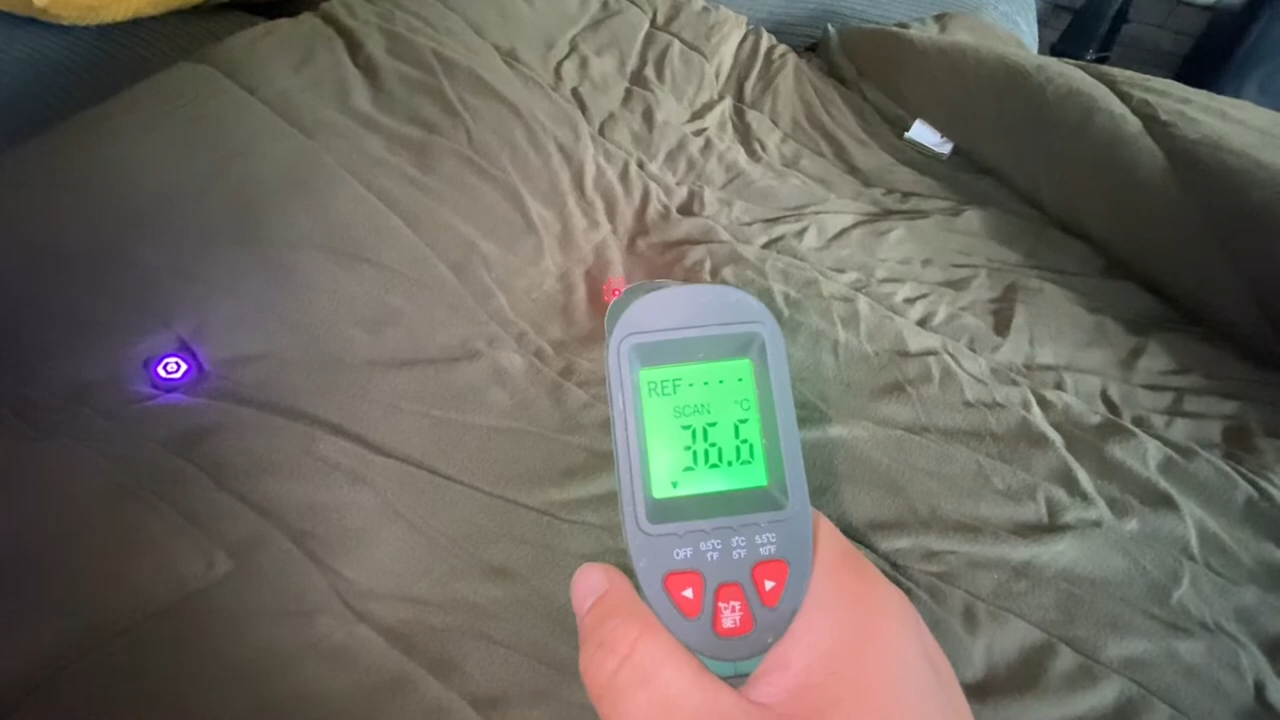 REF----
SCAN °C
36.6
OFF 0.5°C 3°C 5.5°C
1°F 5°F 10°F
°C/°F
SET